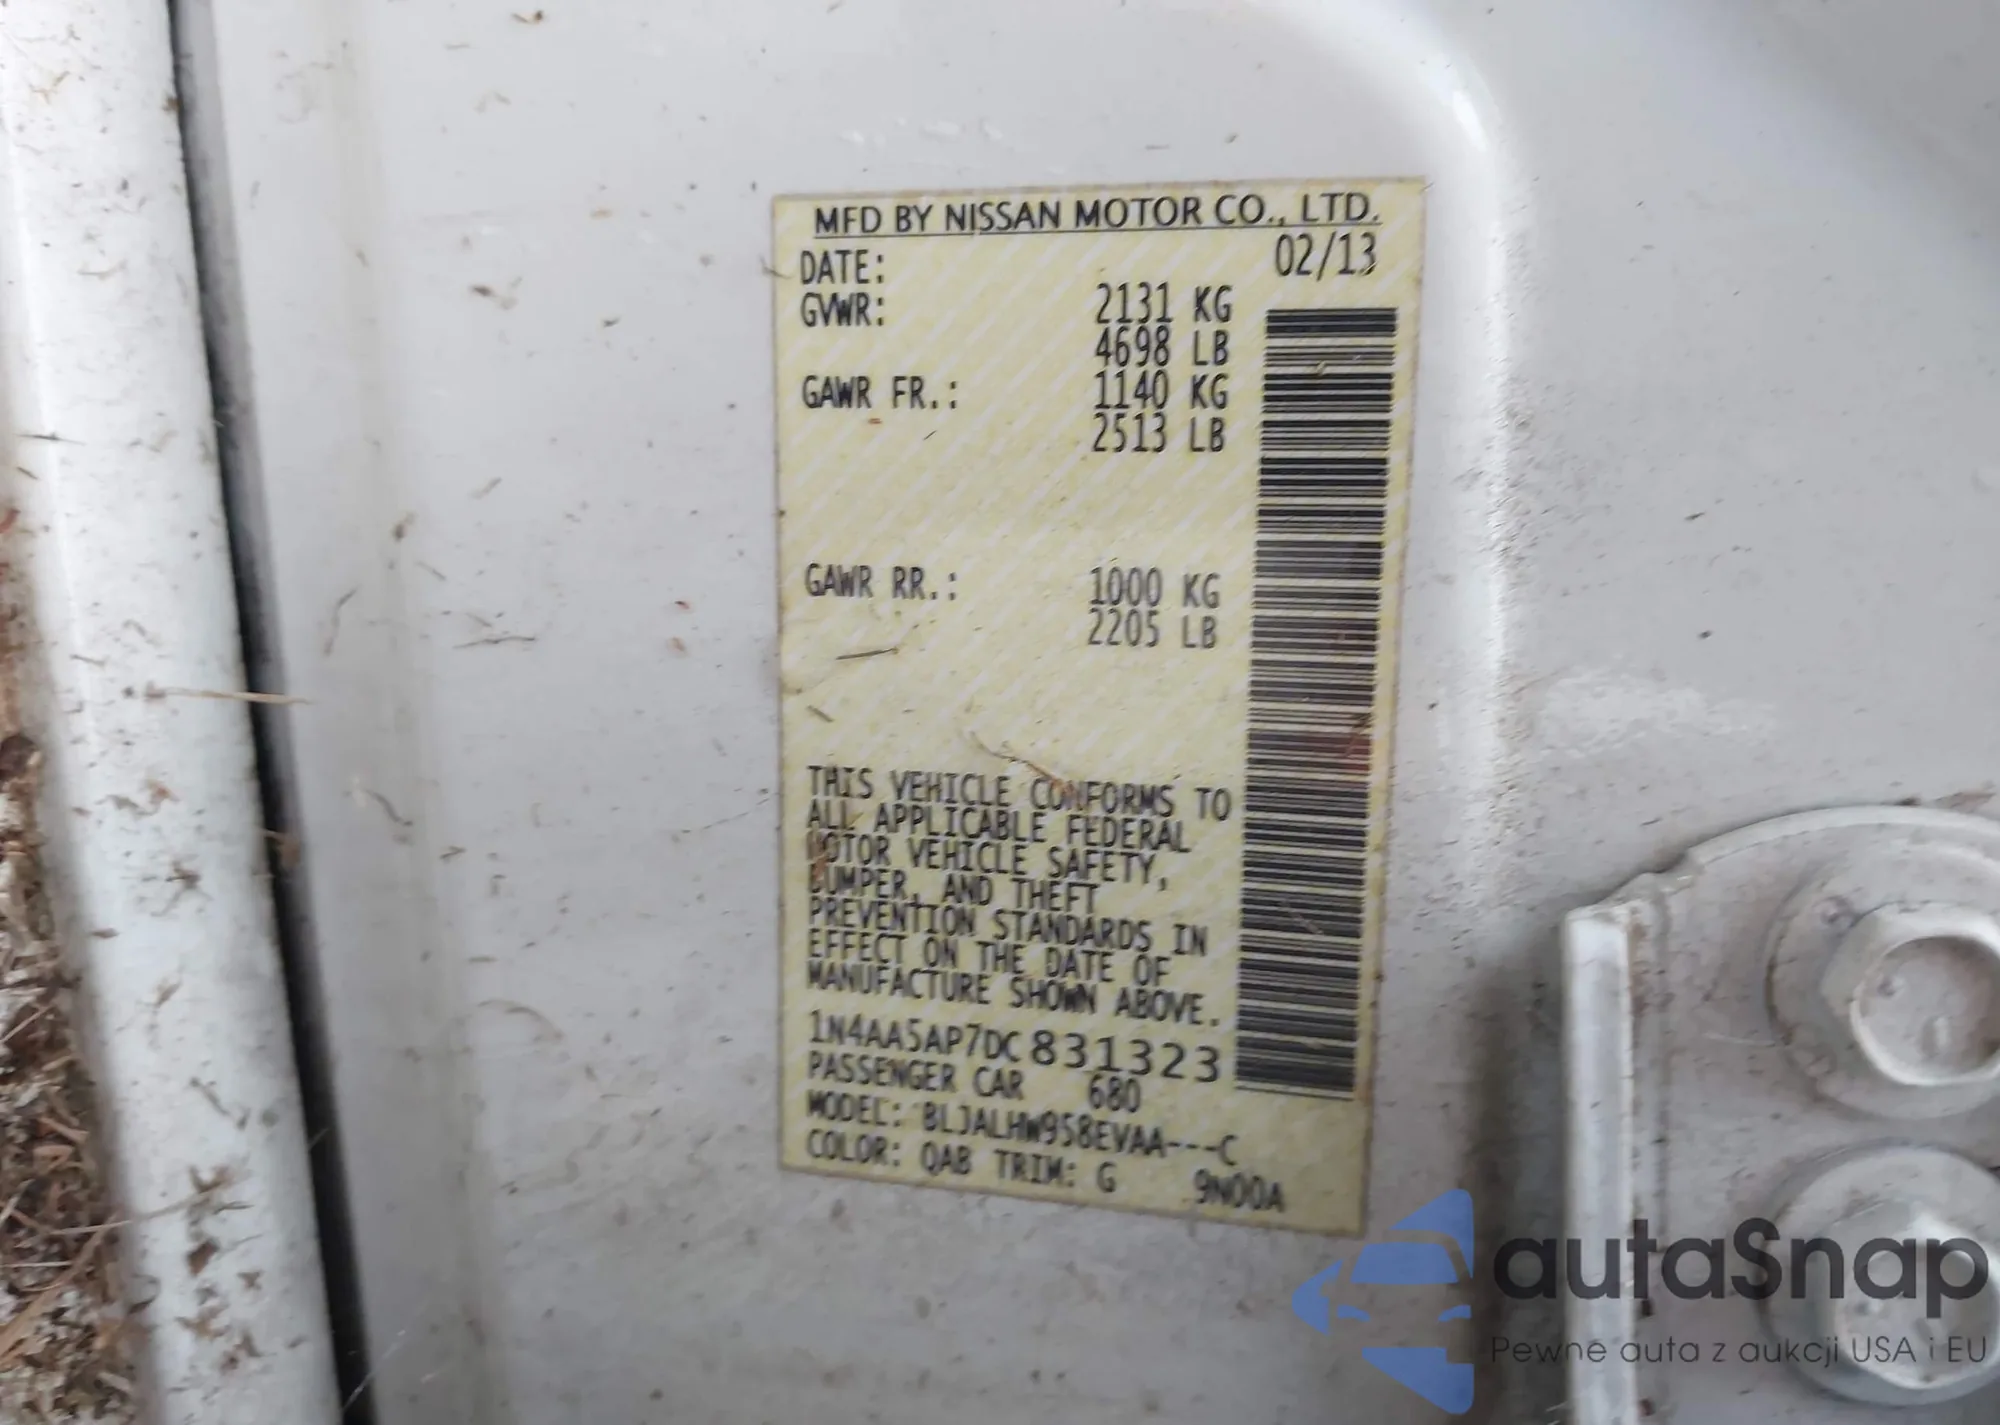 MFD BY NISSAN MOTOR CO., LTD.
DATE: 02/13
GVWR: 2131 KG
4698 LB
GAWR FR.: 1140 KG
2513 LB
GAWR RR.: 1000 KG
2205 LB
THIS VEHICLE CONFORMS TO
ALL APPLICABLE FEDERAL
MOTOR VEHICLE SAFETY,
BUMPER, AND THEFT
PREVENTION STANDARDS IN
EFFECT ON THE DATE OF
MANUFACTURE SHOWN ABOVE.
1N4AA5AP7DC831323
PASSENGER CAR 680
MODEL: BLJALHW958EVAA---C
COLOR: QAB TRIM: G 9N00A
autaSnap
Pewne auta z aukcji USA i EU